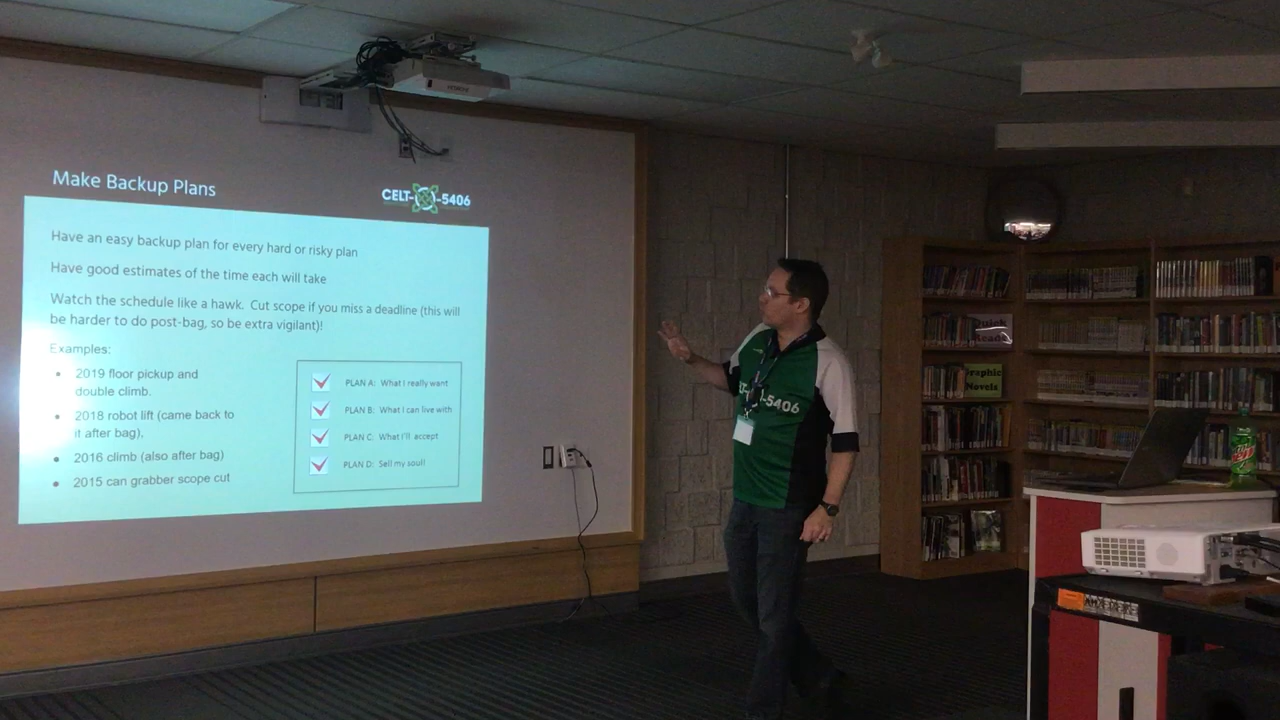 Make Backup Plans
CELT-X-5406
Have an easy backup plan for every hard or risky plan
Have good estimates of the time each will take
Watch the schedule like a hawk. Cut scope if you miss a deadline (this will
be harder to do post-bag, so be extra vigilant)!
Examples:
• 2019 floor pickup and
double climb.
• 2018 robot lift (came back to
it after bag),
• 2016 climb (also after bag)
• 2015 can grabber scope cut
PLAN A: What I really want
PLAN B: What I can live with
PLAN C: What I'll accept
PLAN D: Sell my soul!
HITACHI
LT-X-5406
Quick
Reads
Graphic
Novels